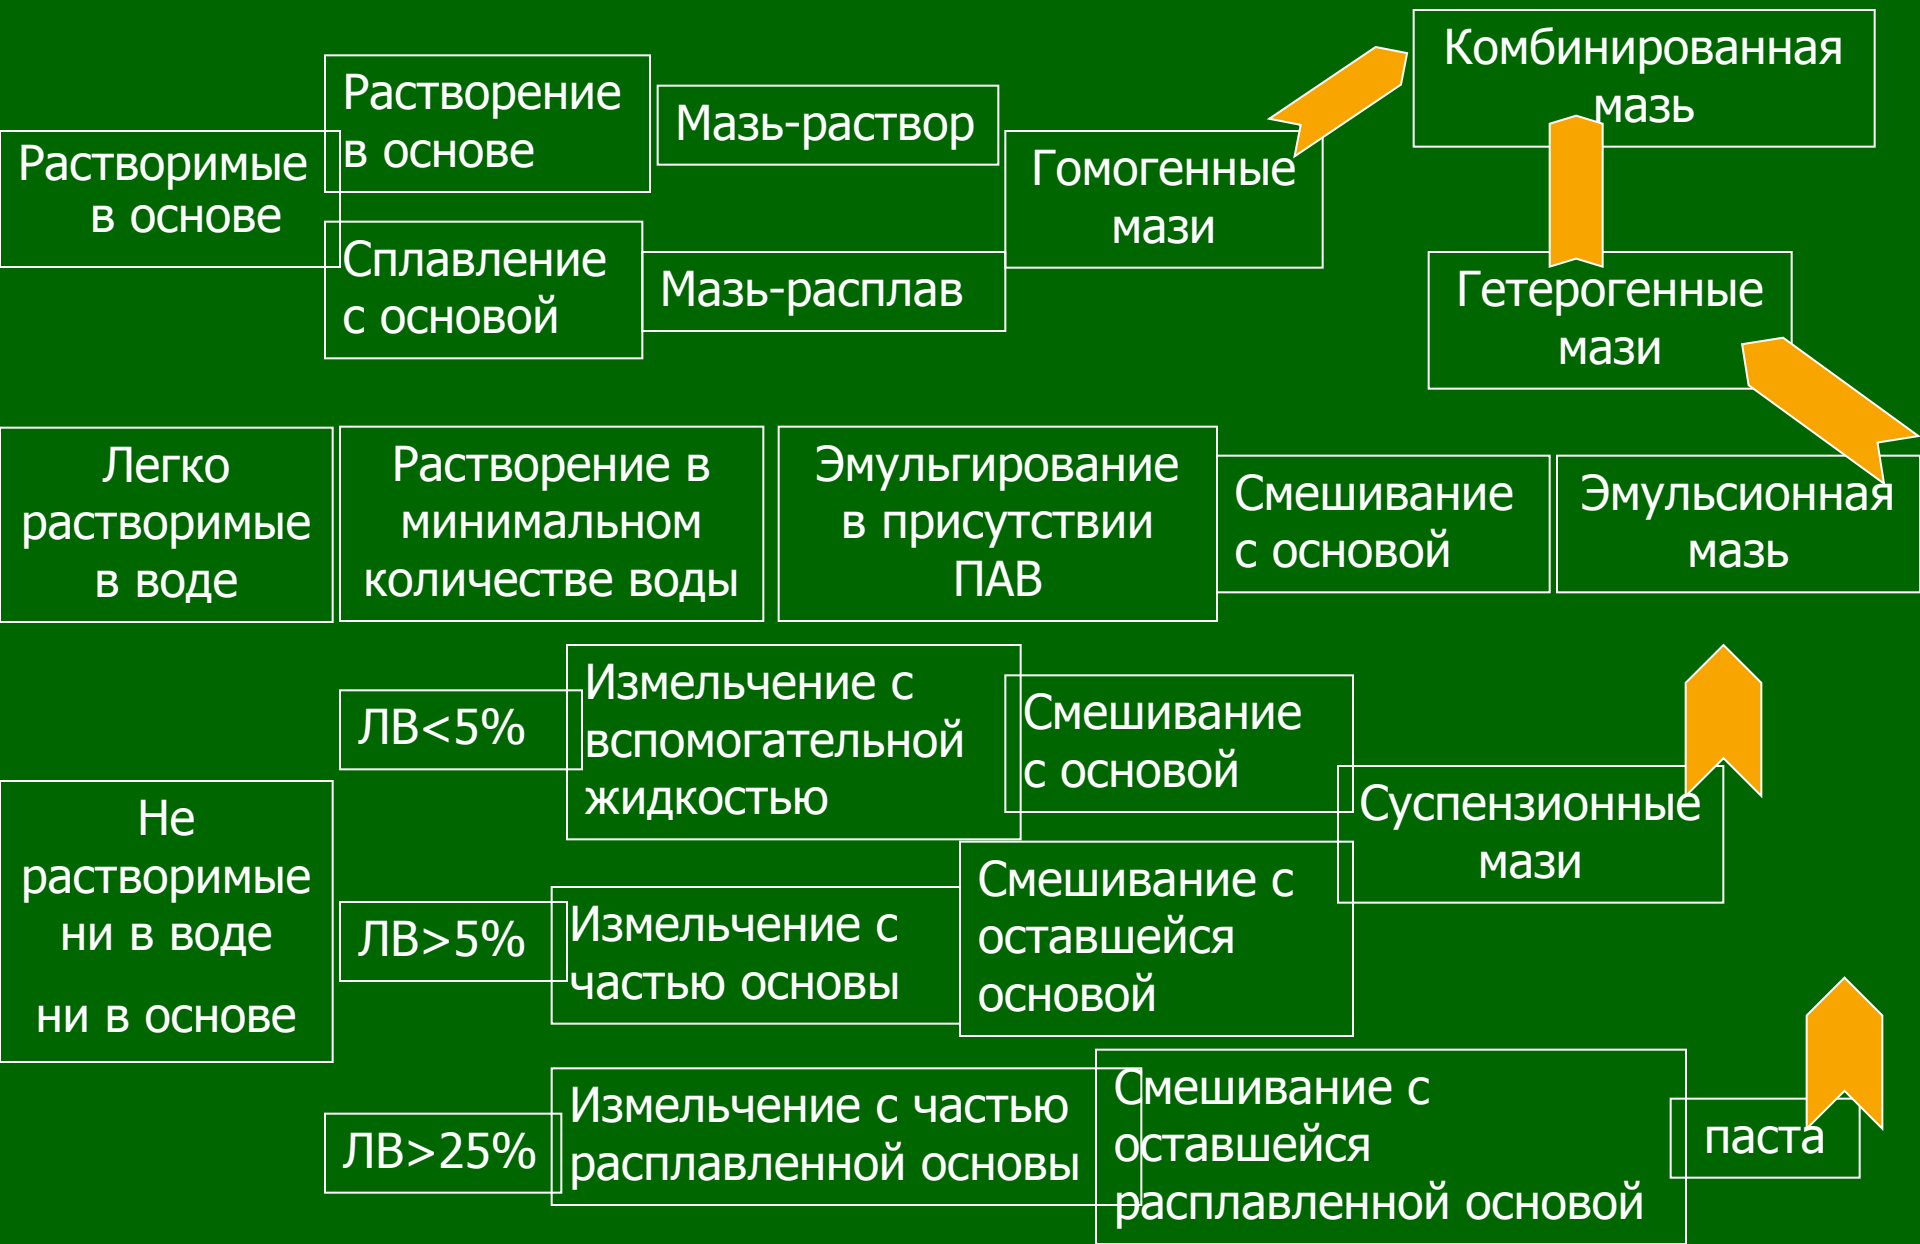 Растворимые
в основе
Растворение
в основе
Мазь-раствор
Сплавление
с основой
Мазь-расплав
Гомогенные
мази
Комбинированная
мазь
Гетерогенные
мази
Легко
растворимые
в воде
Растворение в
минимальном
количестве воды
Эмульгирование
в присутствии
ПАВ
Смешивание
с основой
Эмульсионная
мазь
Не
растворимые
ни в воде
ни в основе
ЛВ<5%
Измельчение с
вспомогательной
жидкостью
Смешивание
с основой
Суспензионные
мази
ЛВ>5%
Измельчение с
частью основы
Смешивание с
оставшейся
основой
ЛВ>25%
Измельчение с частью
расплавленной основы
Смешивание с
оставшейся
расплавленной основой
паста